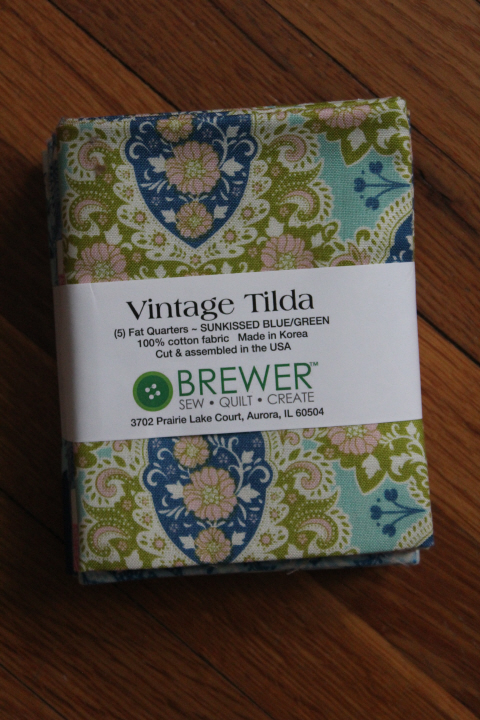 Vintage Tilda
(5) Fat Quarters ~ SUNKISSED BLUE/GREEN
100% cotton fabric Made in Korea
Cut & assembled in the USA
BREWER™
SEW • QUILT • CREATE
3702 Prairie Lake Court, Aurora, IL 60504